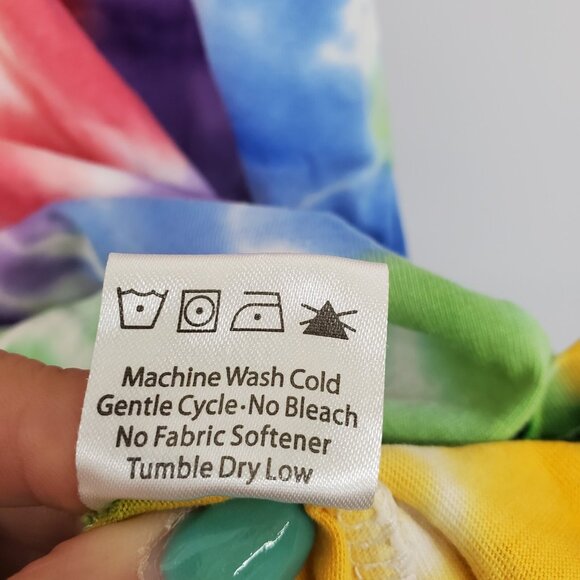 Machine Wash Cold
Gentle Cycle·No Bleach
No Fabric Softener
Tumble Dry Low